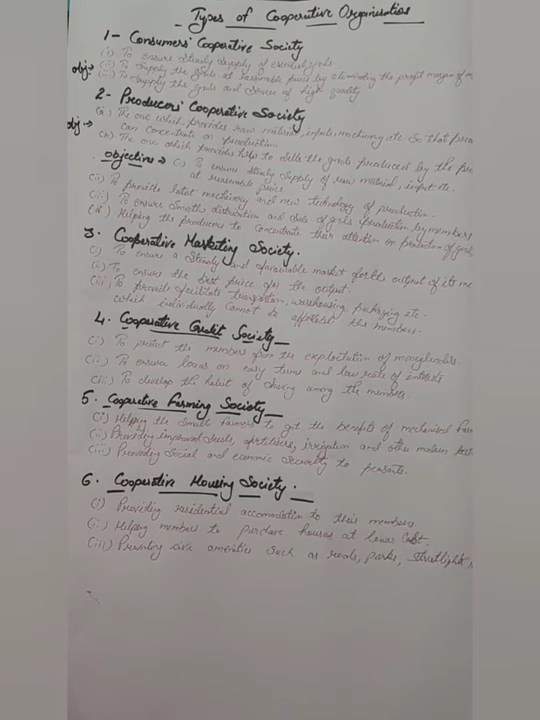 - Types of Cooperative Organisation
1- Consumers' Cooperative Society
obj:- (i) To ensure steady supply of essential goods
(ii) To supply the goods at reasonable price by eliminating the profit margin of
(iii) To supply the goods and services of high quality
2- Producers' Cooperative Society
obj → (a) The one which provides raw material, inputs, machinery, etc. So that
can concentrate on production.
(b) The one which provides help to sells the goods produced by the
objectives → (i) To ensure steady supply of raw material, input etc.
at reasonable price
(ii) To provide latest machinery and new technology of production.
(iii) To ensure smooth distribution and sale of goods production by members
(iv) Helping the producers to concentrate their attention on production of goods
3. Cooperative Marketing Society.
(i) To ensure a steady and favourable market for the output of its
(ii) To ensure the best price for the output.
(iii) To provide facilitate transportation, warehousing, packaging etc.
which individually cannot be the members.
4. Cooperative Credit Society
(i) To protect the members from the exploitation of moneylenders.
(ii) To ensure loans on easy terms and low rate of interests
(iii) To develop the habit of saving among the members.
5. Cooperative Farming Society
(i) Helping the small farmers to get the benefits of mechanised
(ii) Providing improved seeds, fertilisers, irrigation and other modern
(iii) Providing social and economic security to peasants.
6. Cooperative Housing Society.
(i) Providing residential accomodation to their members
(ii) Helping members to purchase houses at lower Cost.
(iii) civic amenities such as roads, parks, streetlights,